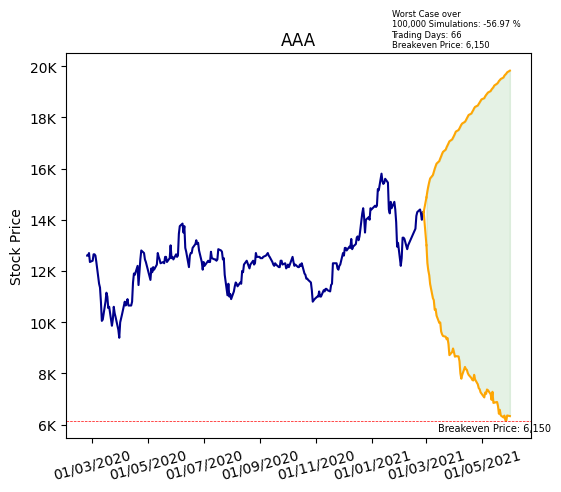 Worst Case over
100,000 Simulations: -56.97 %
Trading Days: 66
Breakeven Price: 6,150
AAA
Stock Price
20K
18K
16K
14K
12K
10K
8K
6K
Breakeven Price: 6,150
01/03/2020
01/05/2020
01/07/2020
01/09/2020
01/11/2020
01/01/2021
01/03/2021
01/05/2021